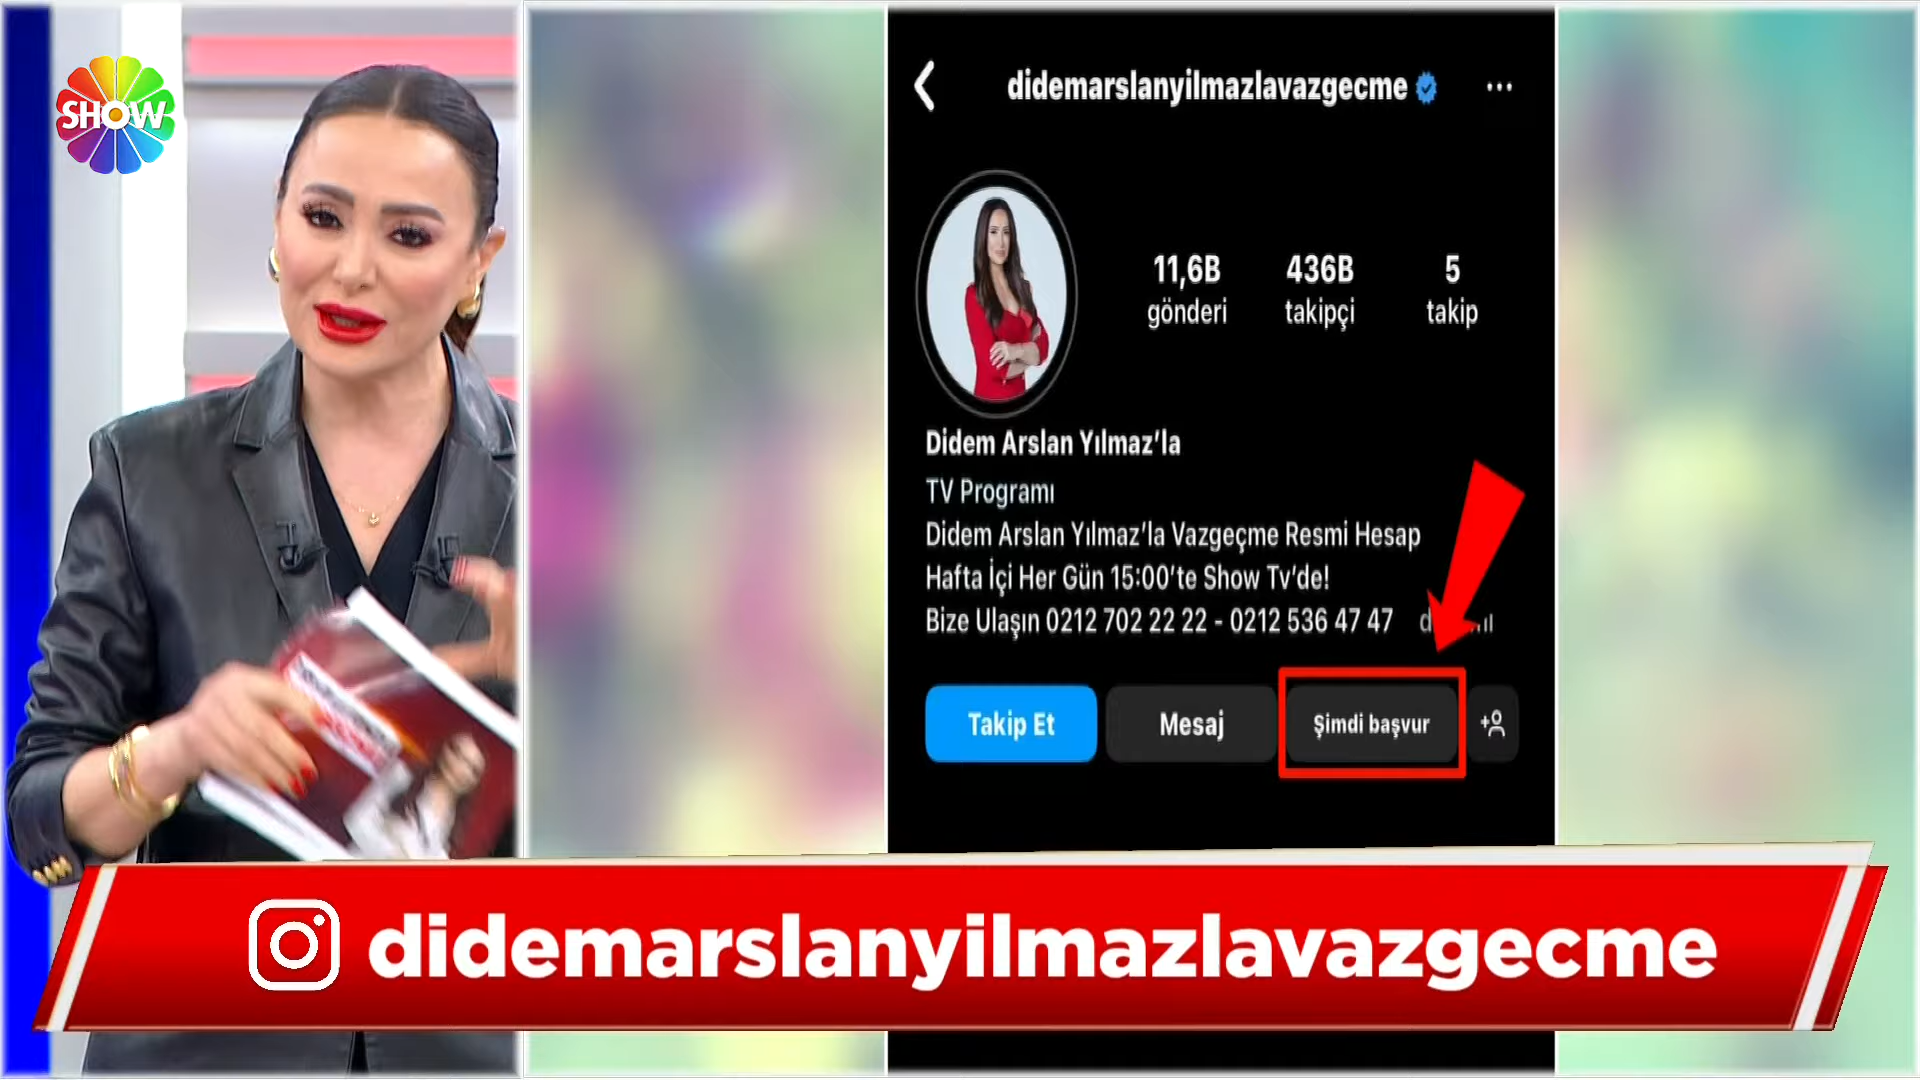 SHOW
didemarslanyilmazlavazgecme
11,6B
gönderi
436B
takipçi
5
takip
Didem Arslan Yılmaz'la
TV Programı
Didem Arslan Yılmaz'la Vazgeçme Resmi Hesap
Hafta İçi Her Gün 15:00'te Show Tv'de!
Bize Ulaşın 0212 702 22 22 - 0212 536 47 47
Takip Et
Mesaj
Şimdi başvur
didemarslanyilmazlavazgecme